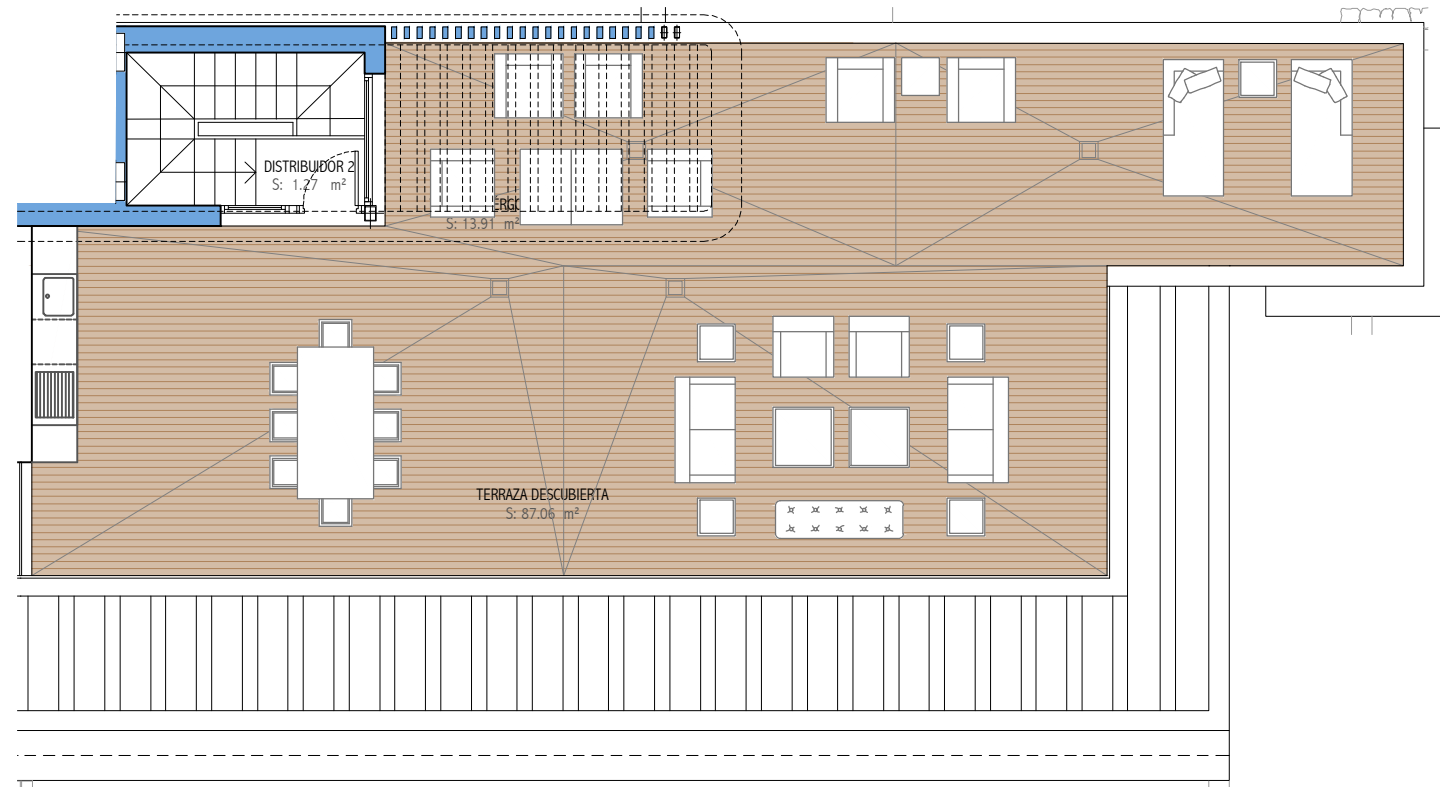 DISTRIBUIDOR 2
S: 1.27 m²
S: 13.91 m²
TERRAZA DESCUBIERTA
S: 87.06 m²